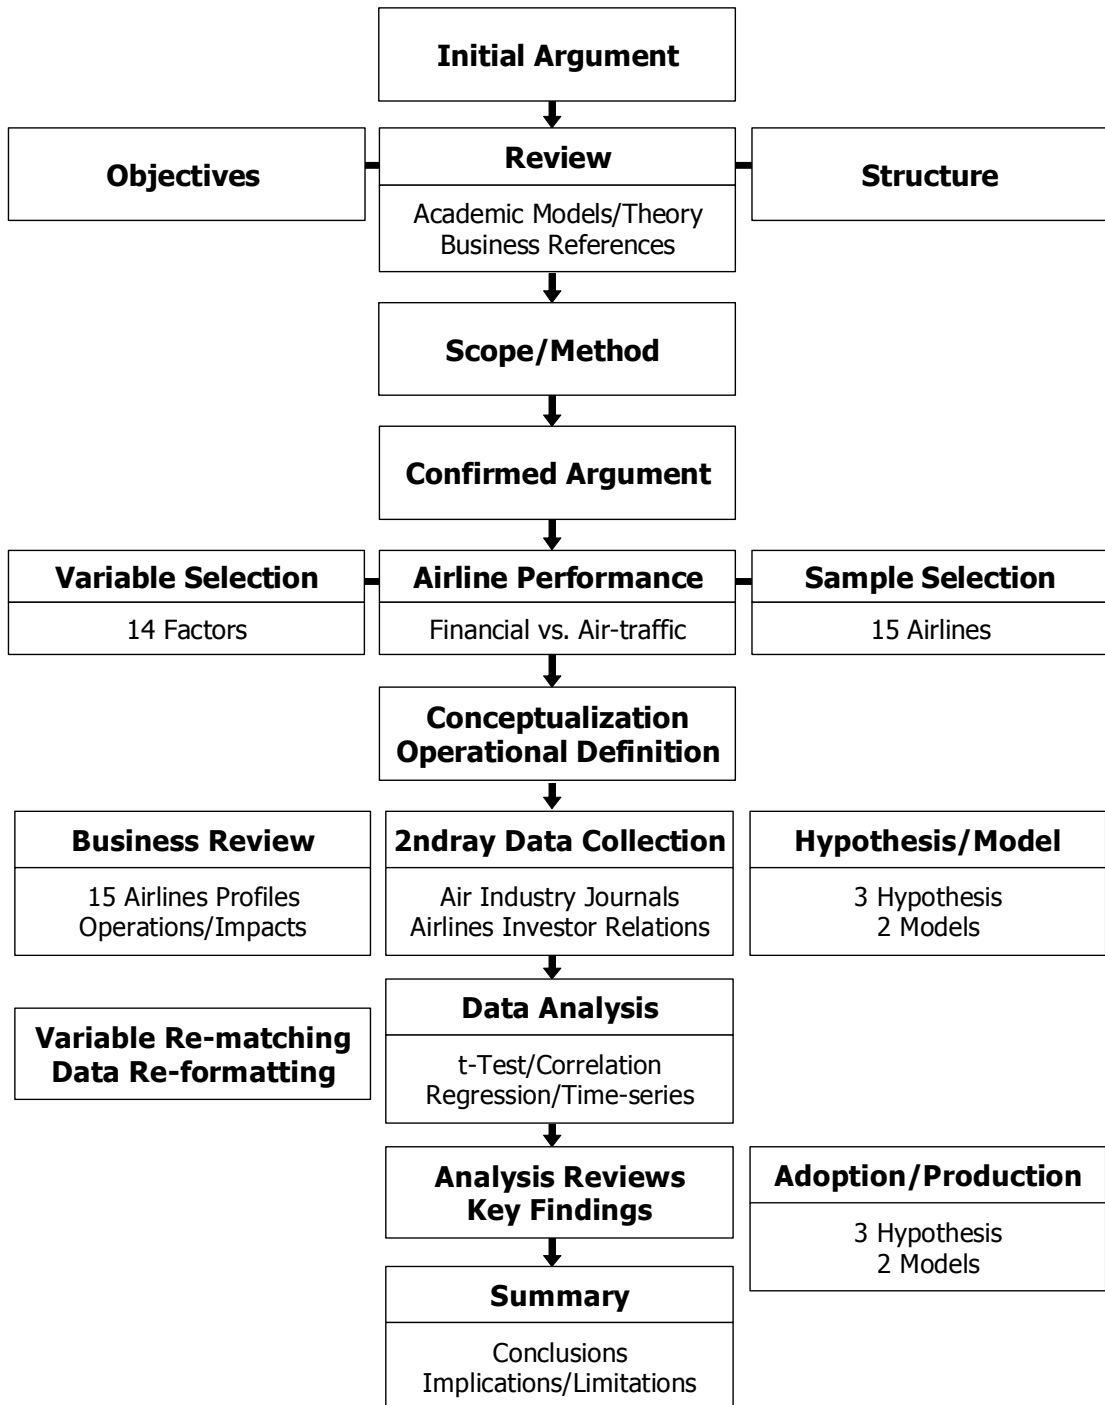 Initial Argument
Objectives
Review
Academic Models/Theory
Business References
Structure
Scope/Method
Confirmed Argument
Variable Selection
14 Factors
Airline Performance
Financial vs. Air-traffic
Sample Selection
15 Airlines
Conceptualization
Operational Definition
Business Review
15 Airlines Profiles
Operations/Impacts
2ndray Data Collection
Air Industry Journals
Airlines Investor Relations
Hypothesis/Model
3 Hypothesis
2 Models
Variable Re-matching
Data Re-formatting
Data Analysis
t-Test/Correlation
Regression/Time-series
Analysis Reviews
Key Findings
Adoption/Production
3 Hypothesis
2 Models
Summary
Conclusions
Implications/Limitations